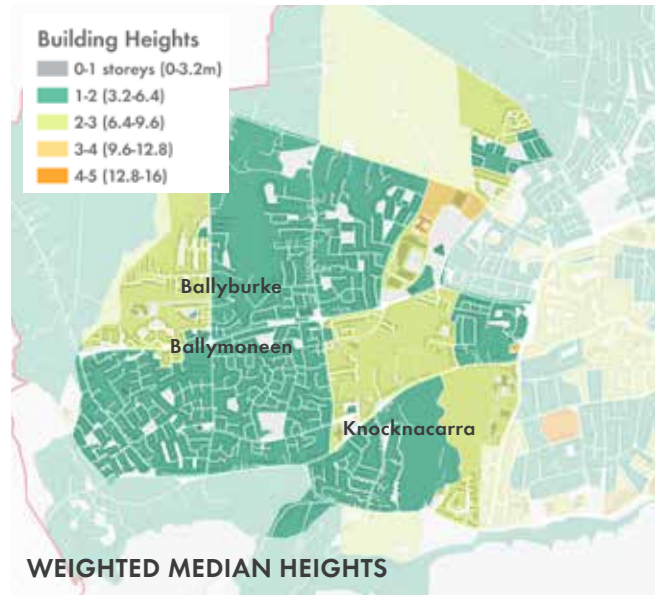 Building Heights
0-1 storeys (0-3.2m)
1-2 (3.2-6.4)
2-3 (6.4-9.6)
3-4 (9.6-12.8)
4-5 (12.8-16)
Ballyburke
Ballymoneen
Knocknacarra
WEIGHTED MEDIAN HEIGHTS